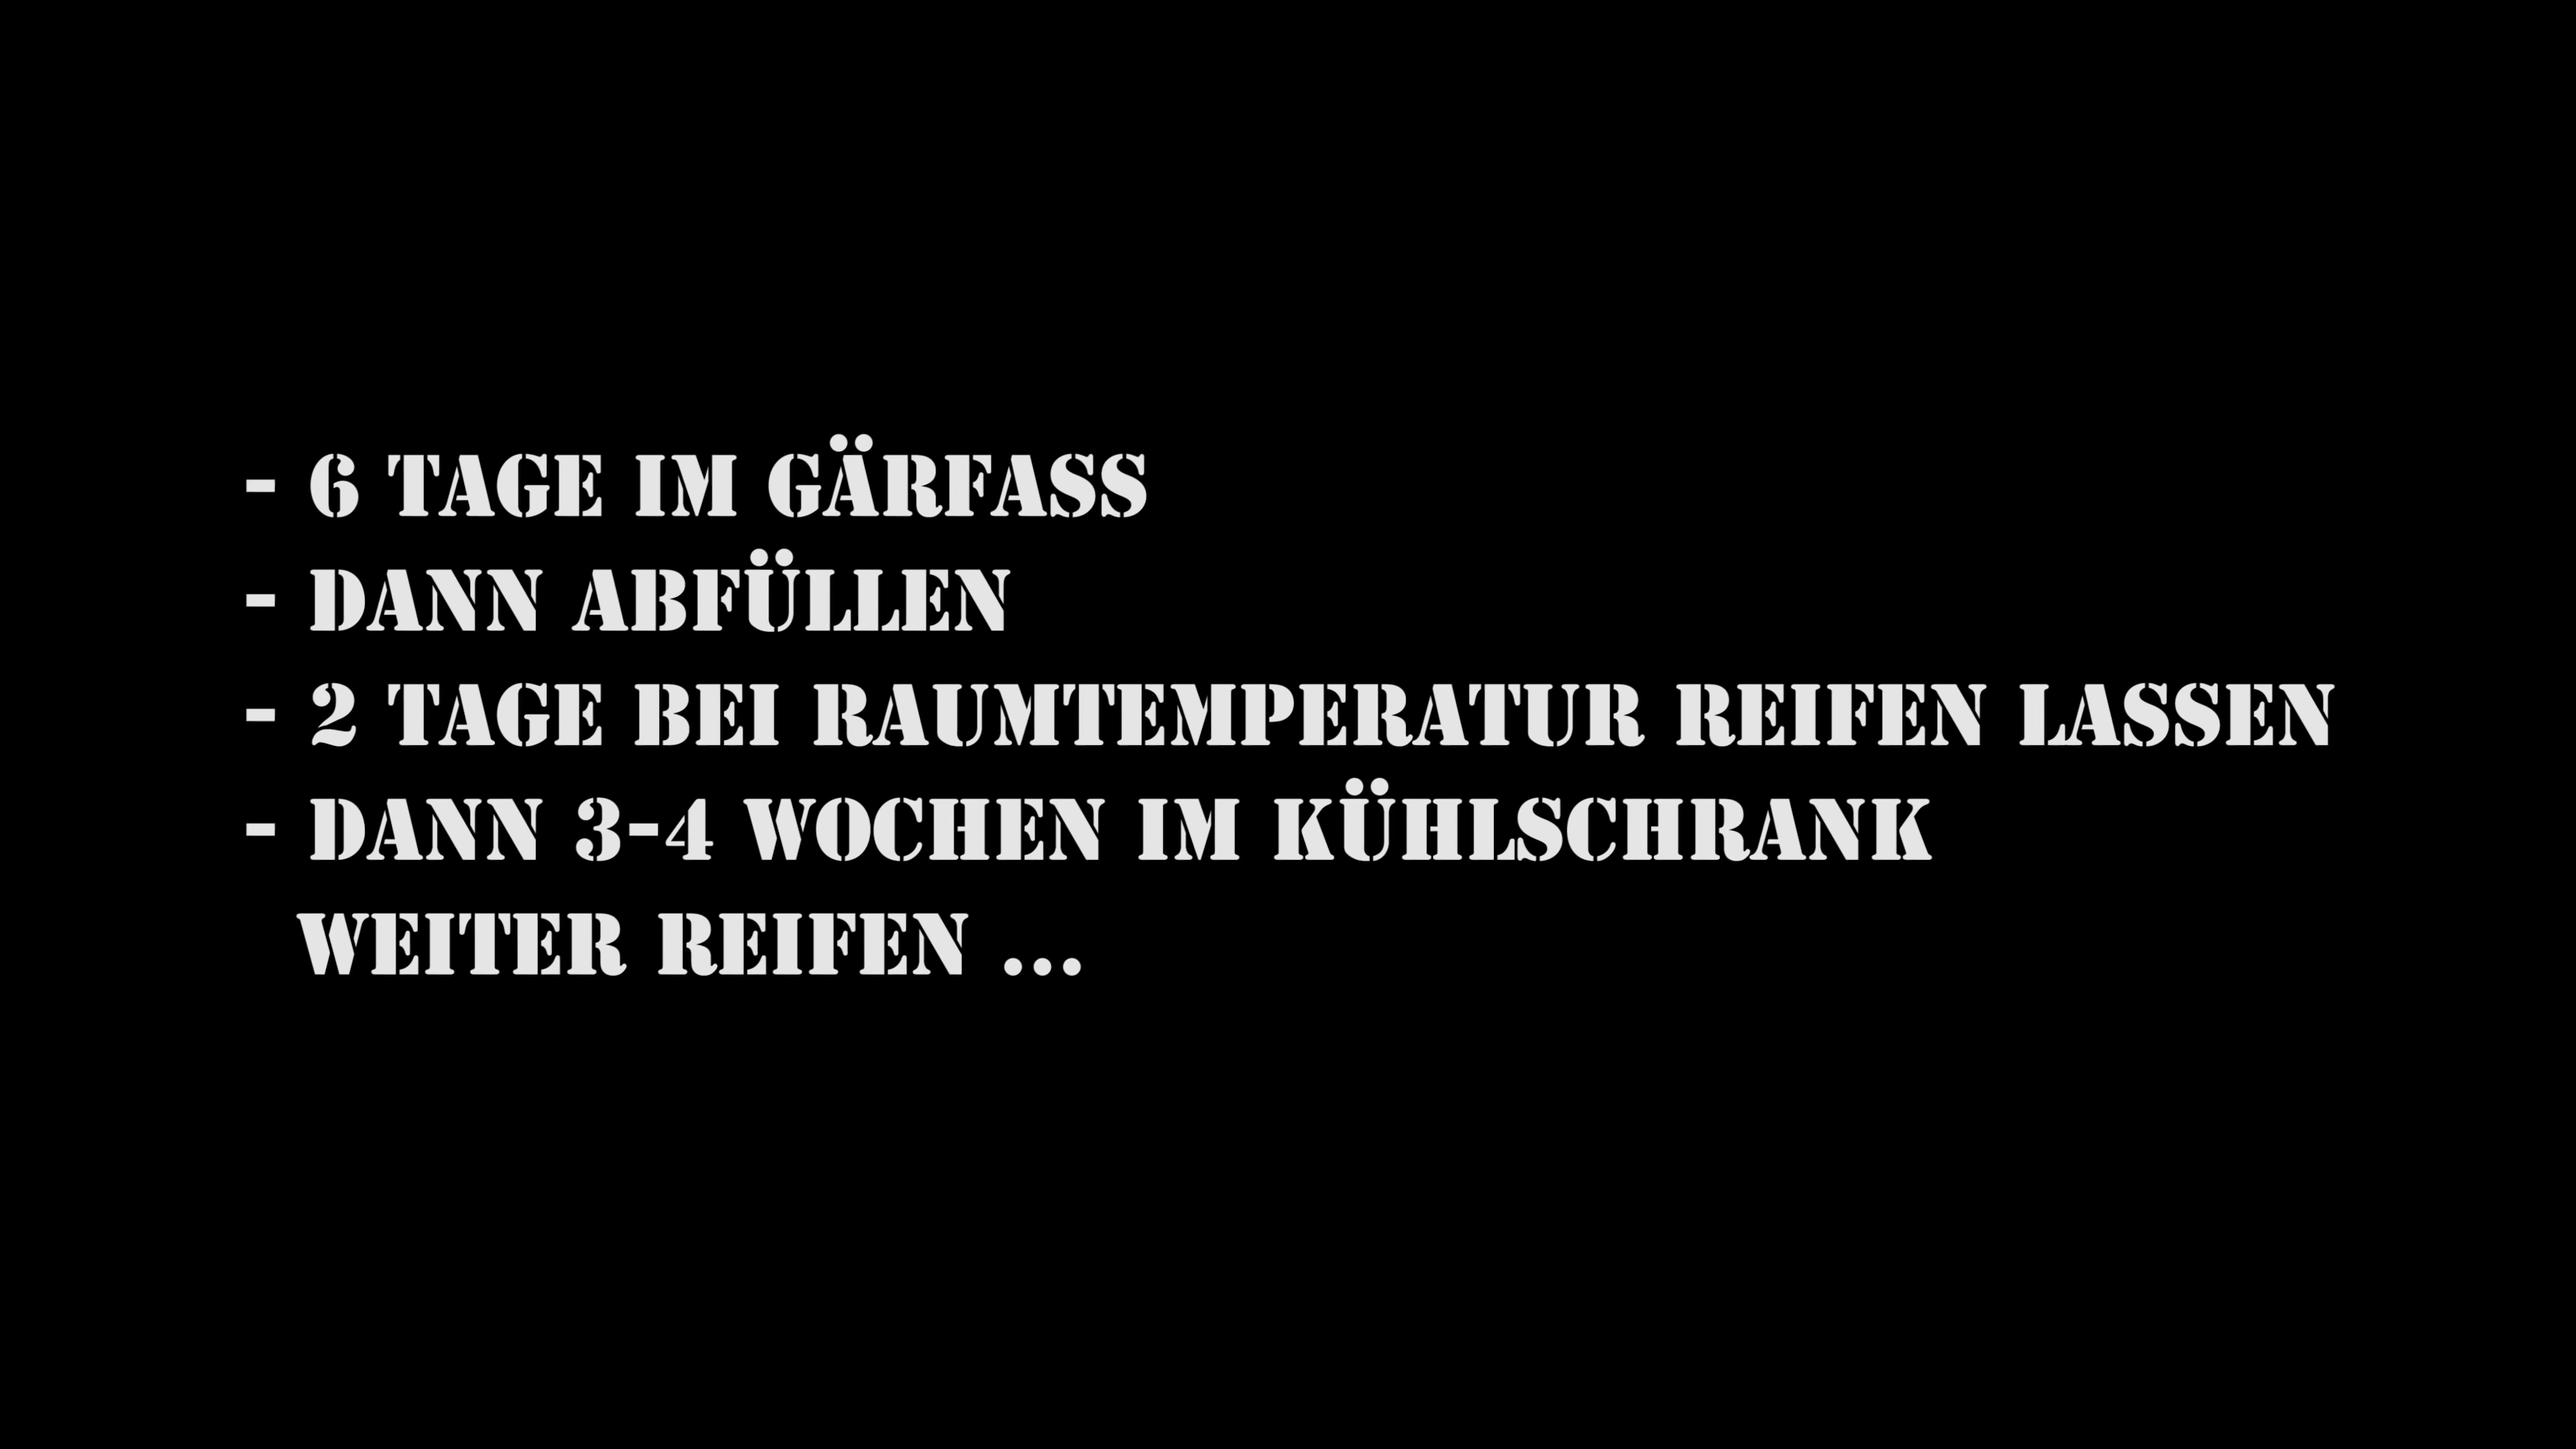 - 6 TAGE IM GÄRFASS
- DANN ABFÜLLEN
- 2 TAGE BEI RAUMTEMPERATUR REIFEN LASSEN
- DANN 3-4 WOCHEN IM KÜHLSCHRANK
WEITER REIFEN ...